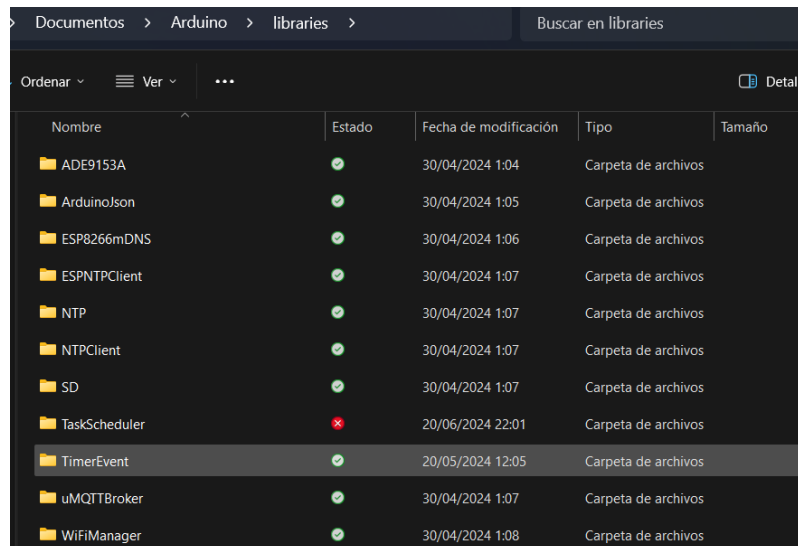 Documentos > Arduino > libraries > Buscar en libraries
Ordenar Ver ... Detal
Nombre Estado Fecha de modificación Tipo Tamaño
ADE9153A 30/04/2024 1:04 Carpeta de archivos
ArduinoJson 30/04/2024 1:05 Carpeta de archivos
ESP8266mDNS 30/04/2024 1:06 Carpeta de archivos
ESPNTPClient 30/04/2024 1:07 Carpeta de archivos
NTP 30/04/2024 1:07 Carpeta de archivos
NTPClient 30/04/2024 1:07 Carpeta de archivos
SD 30/04/2024 1:07 Carpeta de archivos
TaskScheduler 20/06/2024 22:01 Carpeta de archivos
TimerEvent 20/05/2024 12:05 Carpeta de archivos
uMQTTBroker 30/04/2024 1:07 Carpeta de archivos
WiFiManager 30/04/2024 1:08 Carpeta de archivos